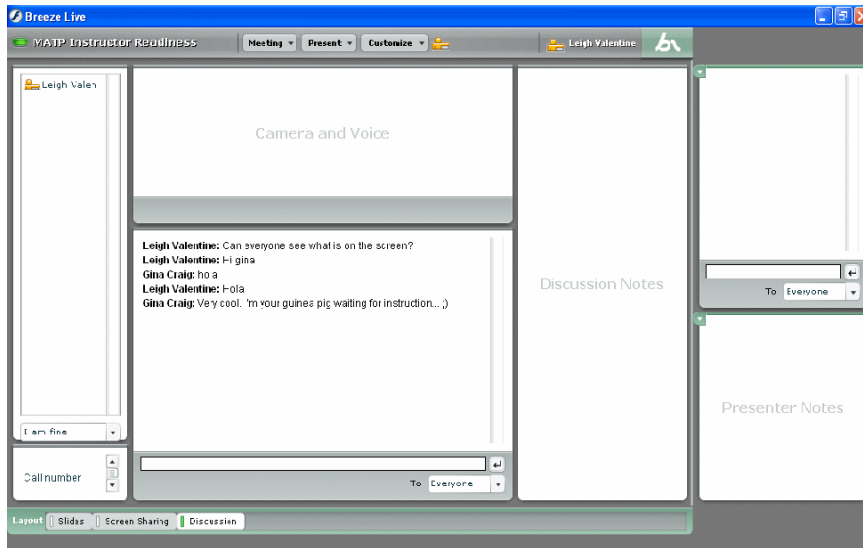 Breeze Live
MATP Instructor Readiness
Meeting Present Customize
Leigh Valentine
Leigh Valen
Camera and Voice
Leigh Valentine: Can everyone see what is on the screen?
Leigh Valentine: Hi gina
Gina Craig: hola
Leigh Valentine: Hola
Gina Craig: Very cool. I'm your guinea pig waiting for instruction... ;)
Discussion Notes
To Everyone
Presenter Notes
I am fine
Call number
To Everyone
Layout Slides Screen Sharing Discussion